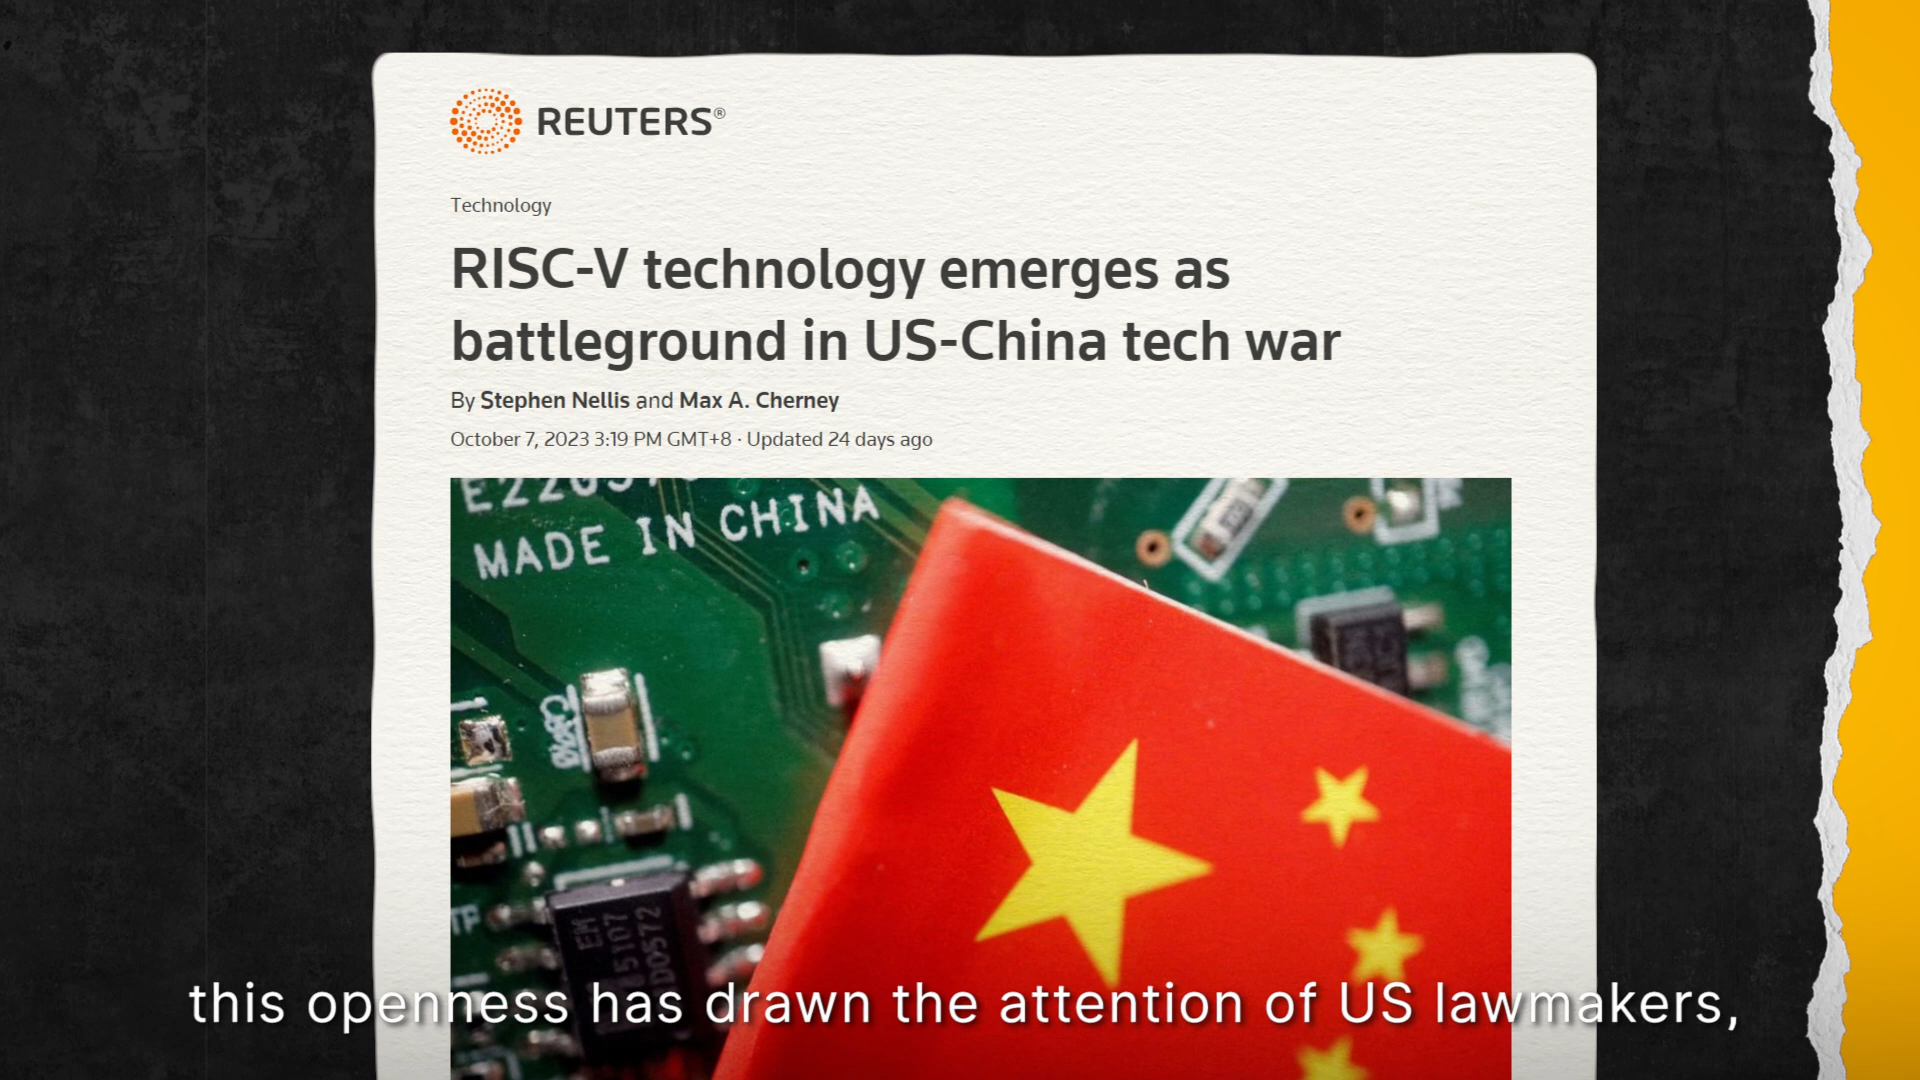 REUTERS®
Technology
RISC-V technology emerges as
battleground in US-China tech war
By Stephen Nellis and Max A. Cherney
October 7, 2023 3:19 PM GMT+8 · Updated 24 days ago
MADE IN CHINA
this openness has drawn the attention of US lawmakers,